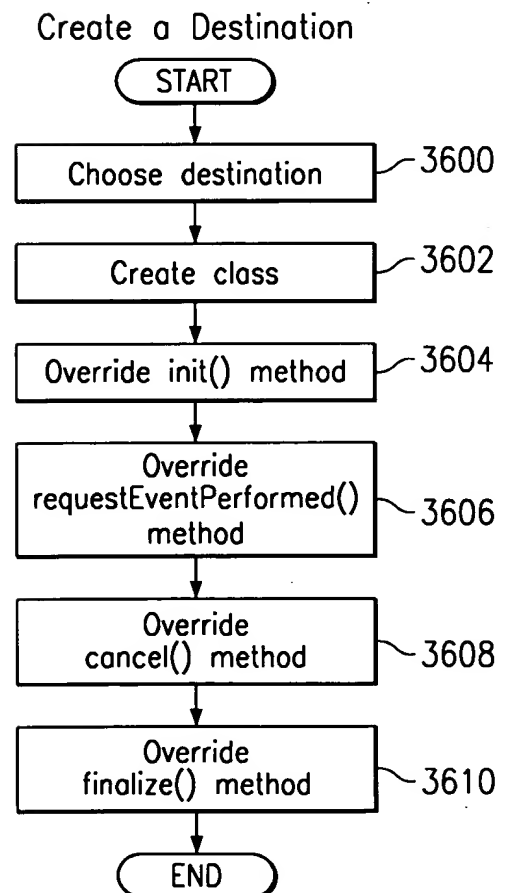 Create a Destination
START
Choose destination
3600
Create class
3602
Override init() method
3604
Override
requestEventPerformed()
method
3606
Override
cancel() method
3608
Override
finalize() method
3610
END